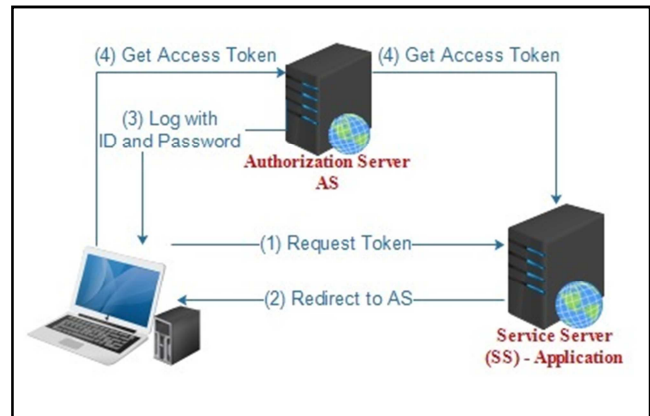 (4) Get Access Token
(4) Get Access Token
(3) Log with
ID and Password
Authorization Server
AS
(1) Request Token
(2) Redirect to AS
Service Server
(SS) - Application